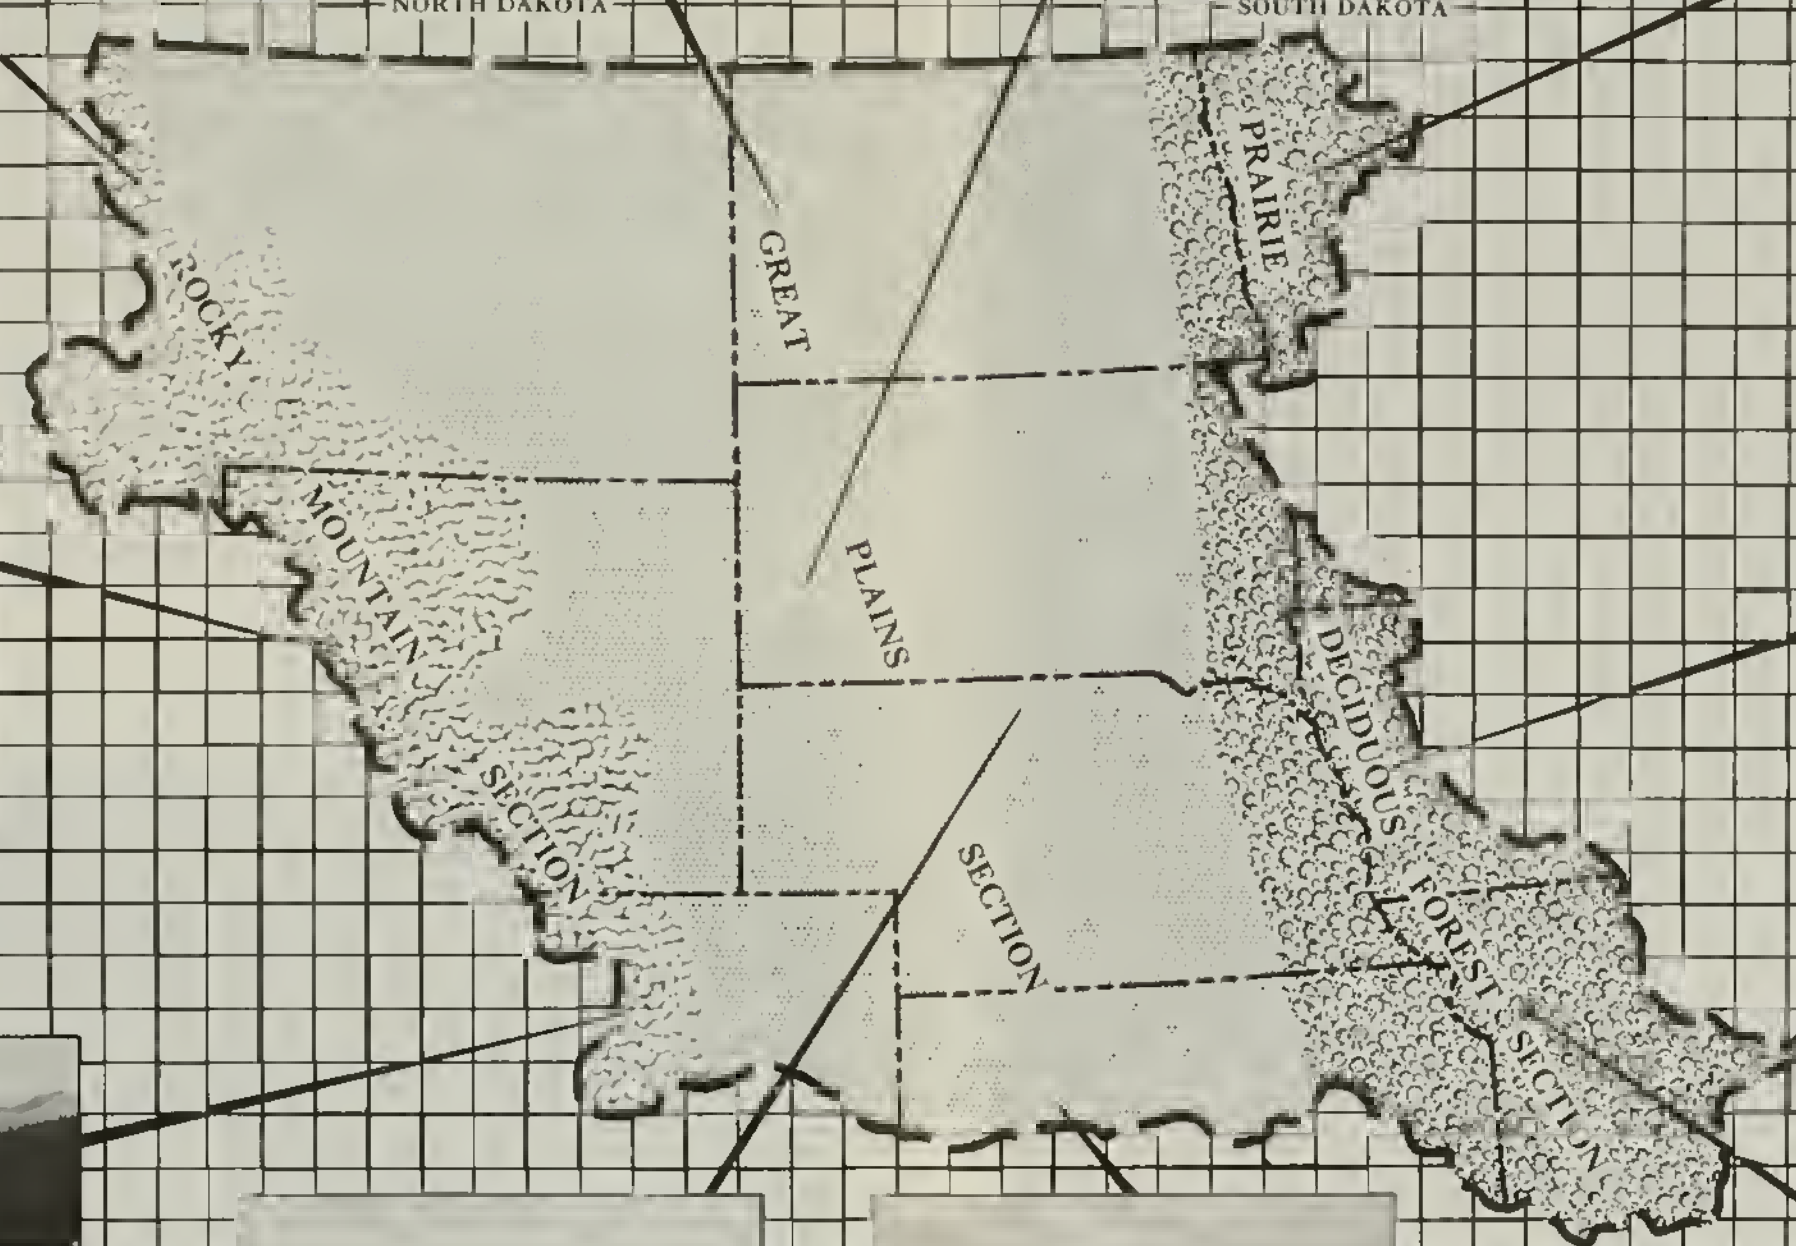 NORTH DAKOTA
SOUTH DAKOTA
ROCKY
MOUNTAIN
SECTION
GREAT
PLAINS
SECTION
PRAIRIE
DECIDUOUS
FOREST
SECTION